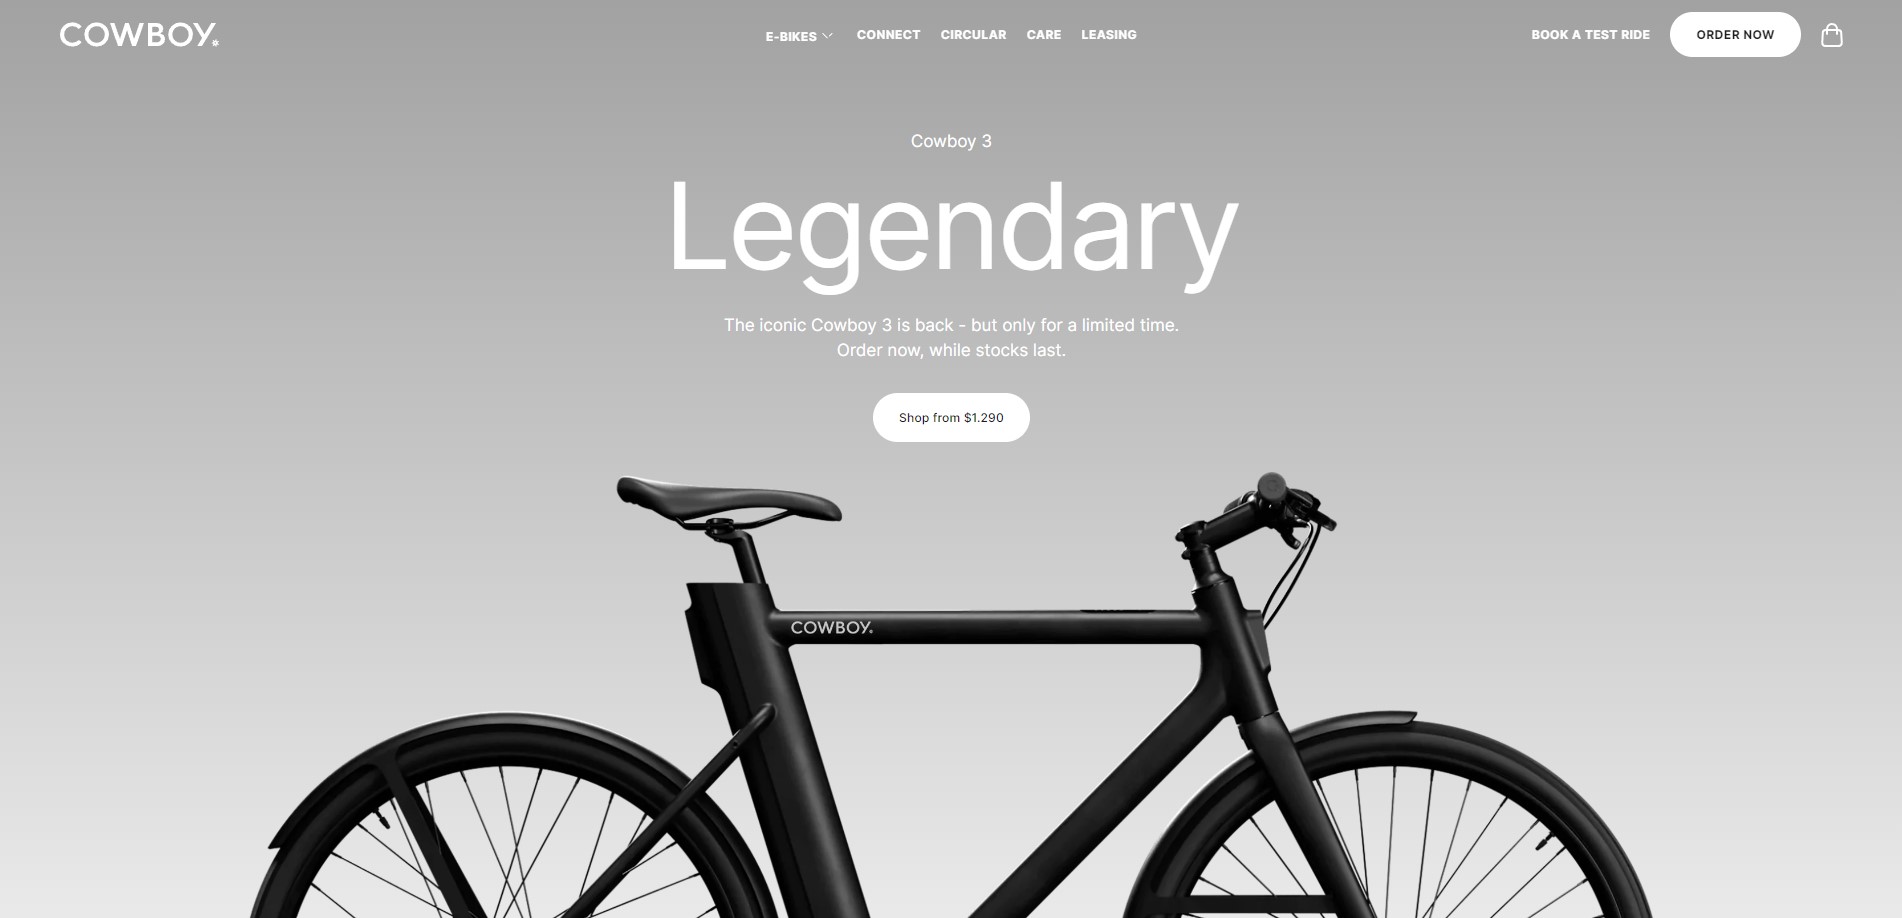 COWBOY
E-BIKES CONNECT CIRCULAR CARE LEASING
BOOK A TEST RIDE ORDER NOW
Cowboy 3
Legendary
The iconic Cowboy 3 is back - but only for a limited time.
Order now, while stocks last.
Shop from $1.290
COWBOY